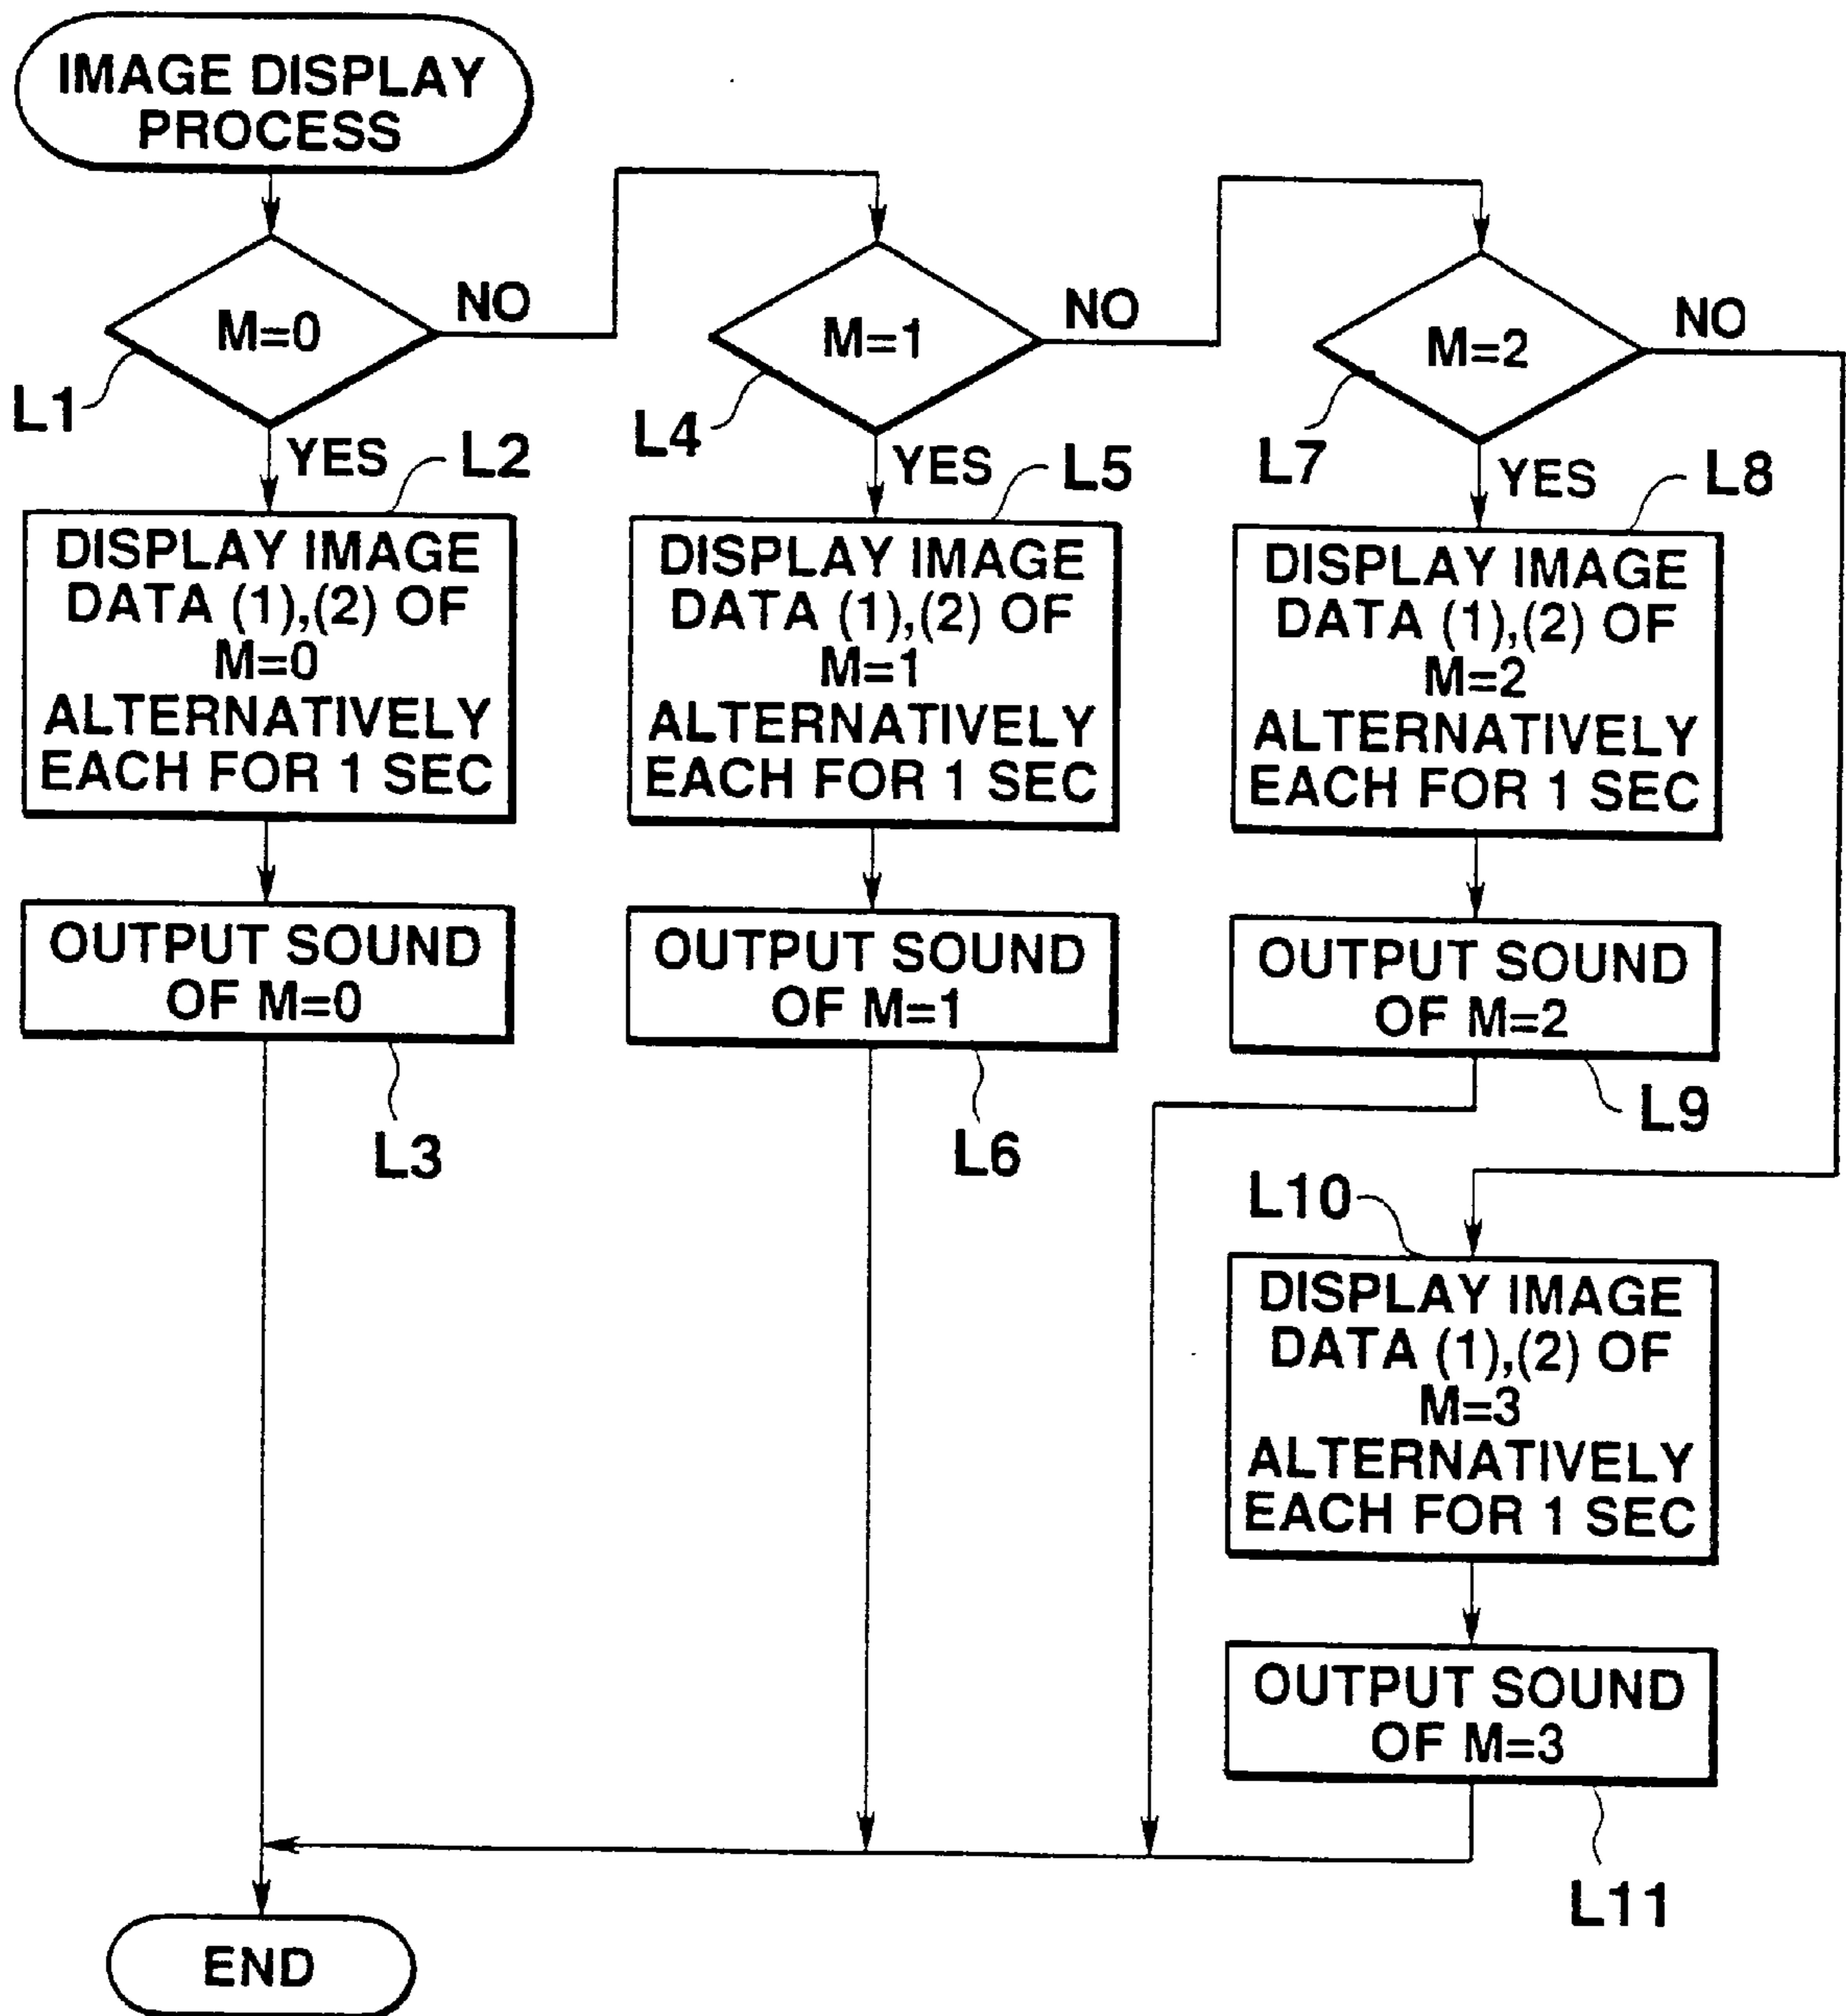 IMAGE DISPLAY
PROCESS
M=0
NO
L1
YES
L2
DISPLAY IMAGE
DATA (1),(2) OF
M=0
ALTERNATIVELY
EACH FOR 1 SEC
OUTPUT SOUND
OF M=0
L3
M=1
NO
L4
YES
L5
DISPLAY IMAGE
DATA (1),(2) OF
M=1
ALTERNATIVELY
EACH FOR 1 SEC
OUTPUT SOUND
OF M=1
L6
M=2
NO
L7
YES
L8
DISPLAY IMAGE
DATA (1),(2) OF
M=2
ALTERNATIVELY
EACH FOR 1 SEC
OUTPUT SOUND
OF M=2
L9
L10
DISPLAY IMAGE
DATA (1),(2) OF
M=3
ALTERNATIVELY
EACH FOR 1 SEC
OUTPUT SOUND
OF M=3
L11
END